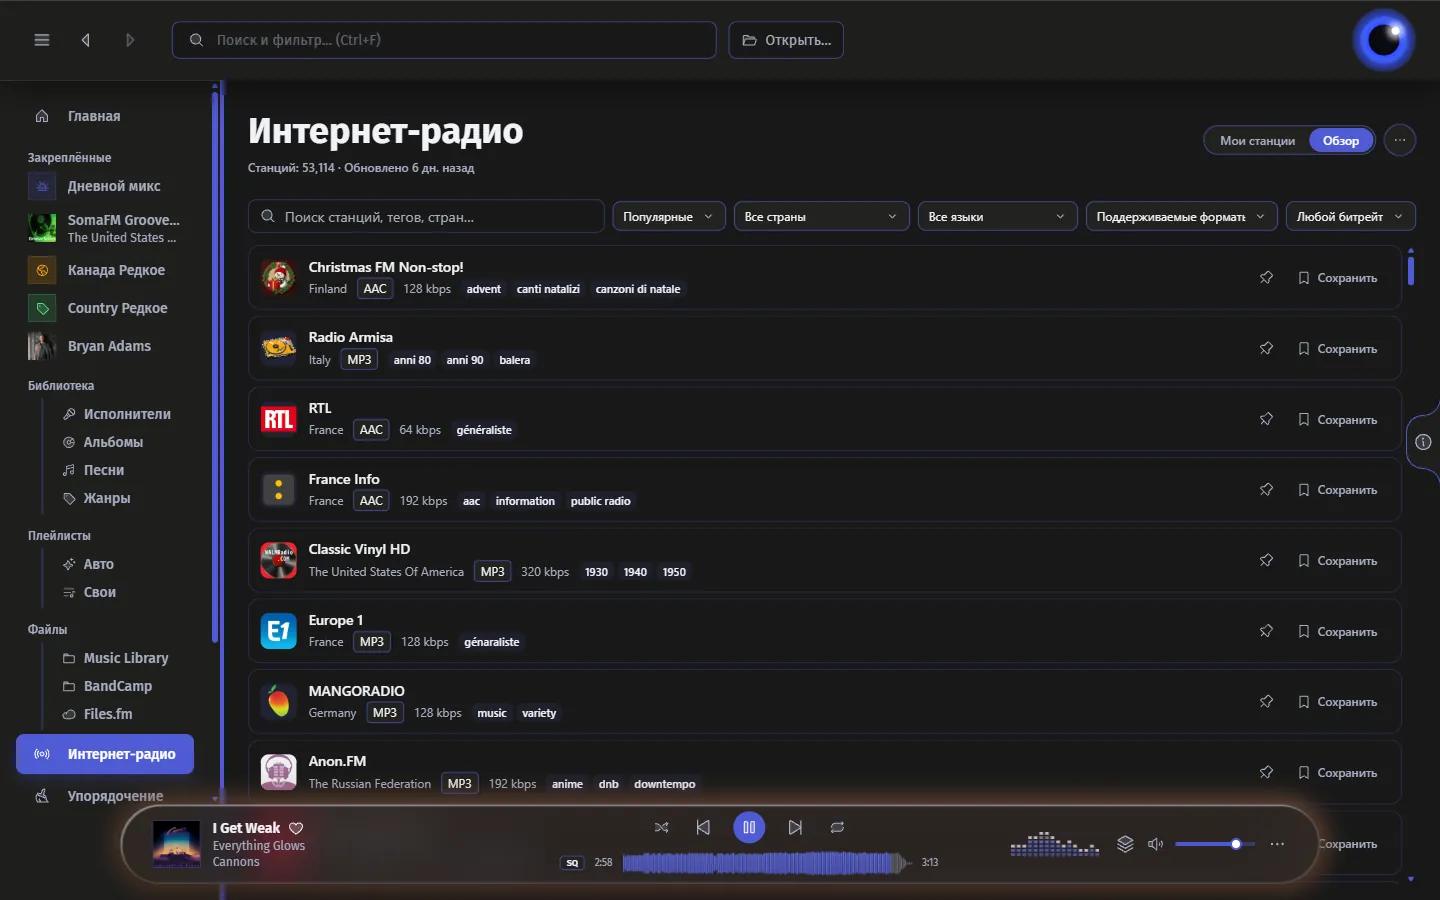 Поиск и фильтр... (Ctrl+F)
Открыть...
Главная
Закреплённые
Дневной микс
SomaFM Groove...
The United States ...
Канада Редкое
Country Редкое
Bryan Adams
Библиотека
Исполнители
Альбомы
Песни
Жанры
Плейлисты
Авто
Свои
Файлы
Music Library
BandCamp
Files.fm
Интернет-радио
Упорядочение
Интернет-радио
Станций: 53,114 · Обновлено 6 дн. назад
Мои станции
Обзор
Поиск станций, тегов, стран...
Популярные
Все страны
Все языки
Поддерживаемые форматы
Любой битрейт
Christmas FM Non-stop!
Finland AAC 128 kbps advent canti natalizi canzoni di natale
Сохранить
Radio Armisa
Italy MP3 anni 80 anni 90 balera
Сохранить
RTL
RTL
France AAC 64 kbps généraliste
Сохранить
France Info
France AAC 192 kbps aac information public radio
Сохранить
Classic Vinyl HD
The United States Of America MP3 320 kbps 1930 1940 1950
Сохранить
E1
Europe 1
France MP3 128 kbps génaraliste
Сохранить
MANGORADIO
Germany MP3 128 kbps music variety
Сохранить
Anon.FM
The Russian Federation MP3 192 kbps anime dnb downtempo
Сохранить
Сохранить
I Get Weak
Everything Glows
Cannons
SQ 2:58
3:13